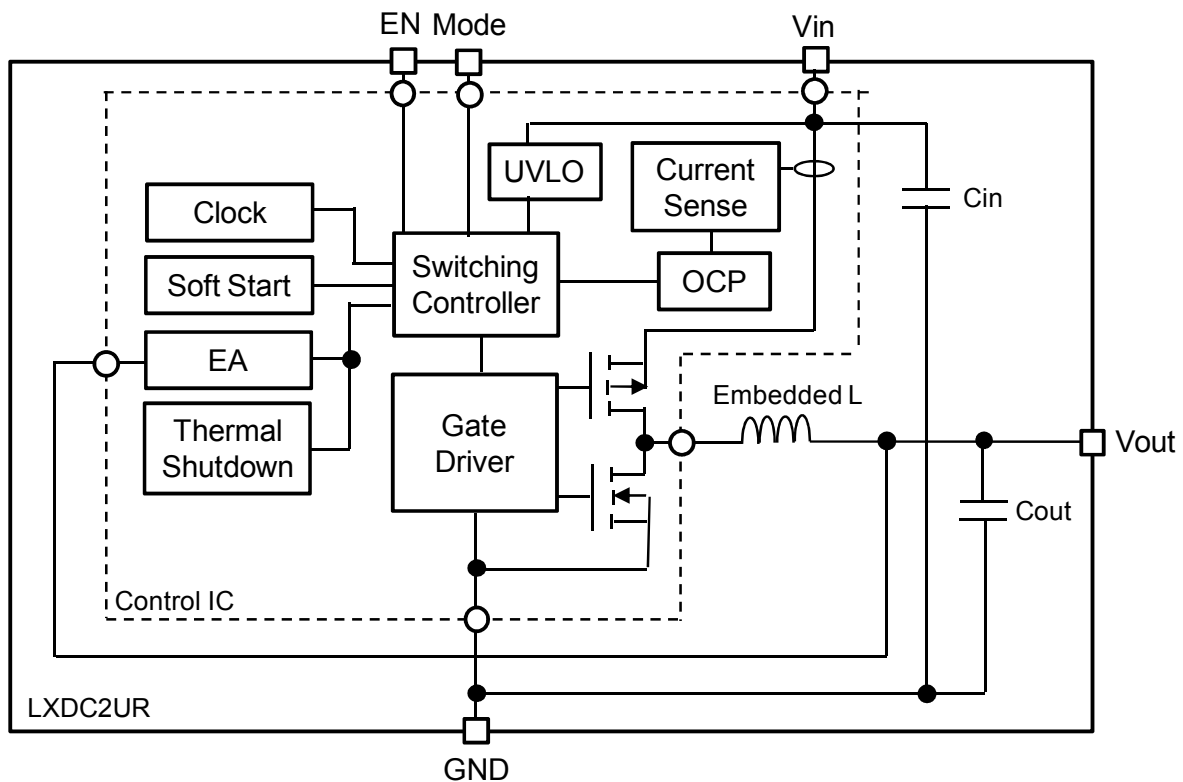 EN Mode
Vin
UVLO
Current
Sense
Cin
Clock
Switching
Controller
OCP
Soft Start
EA
Embedded L
Thermal
Shutdown
Gate
Driver
Vout
Cout
Control IC
LXDC2UR
GND